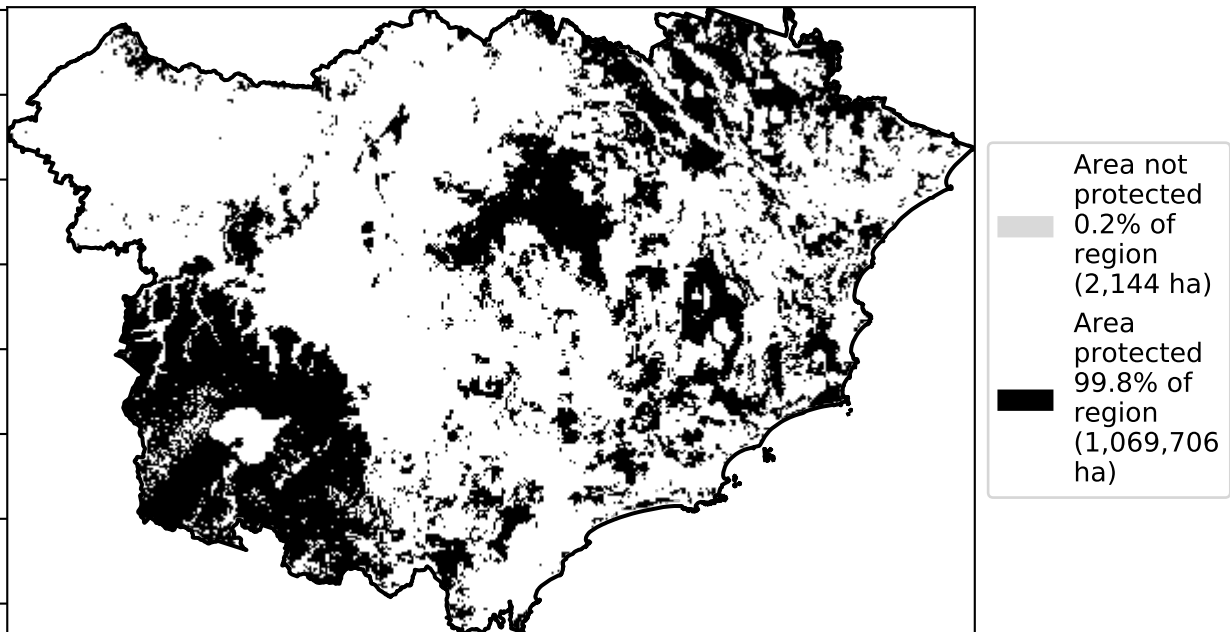 Area not
protected
0.2% of
region
(2,144 ha)
Area
protected
99.8% of
region
(1,069,706
ha)